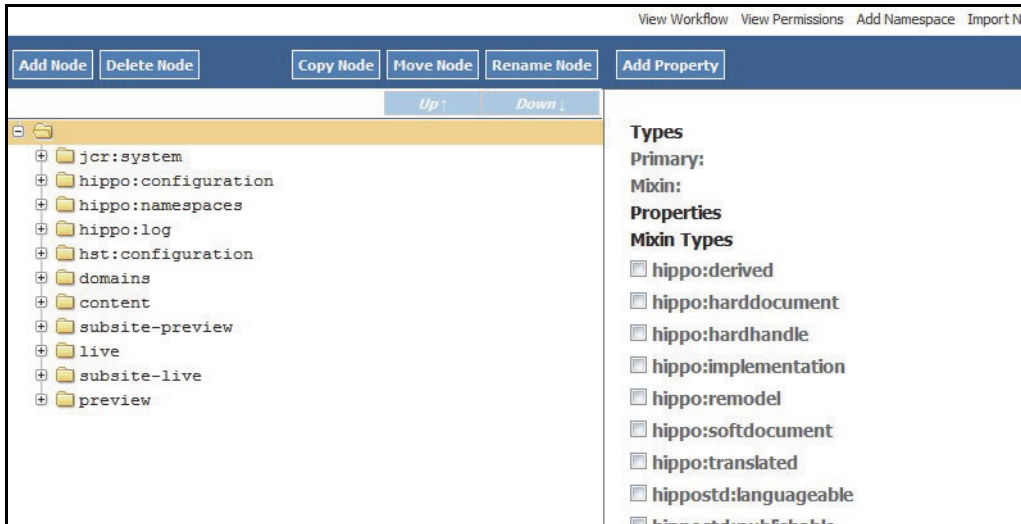 View Workflow View Permissions Add Namespace Import N
Add Node Delete Node Copy Node Move Node Rename Node Add Property
Up ↑ Down ↓
jcr:system
hippo:configuration
hippo:namespaces
hippo:log
hst:configuration
domains
content
subsite-preview
live
subsite-live
preview
Types
Primary:
Mixin:
Properties
Mixin Types
hippo:derived
hippo:harddocument
hippo:hardhandle
hippo:implementation
hippo:remodel
hippo:softdocument
hippo:translated
hippostd:languageable